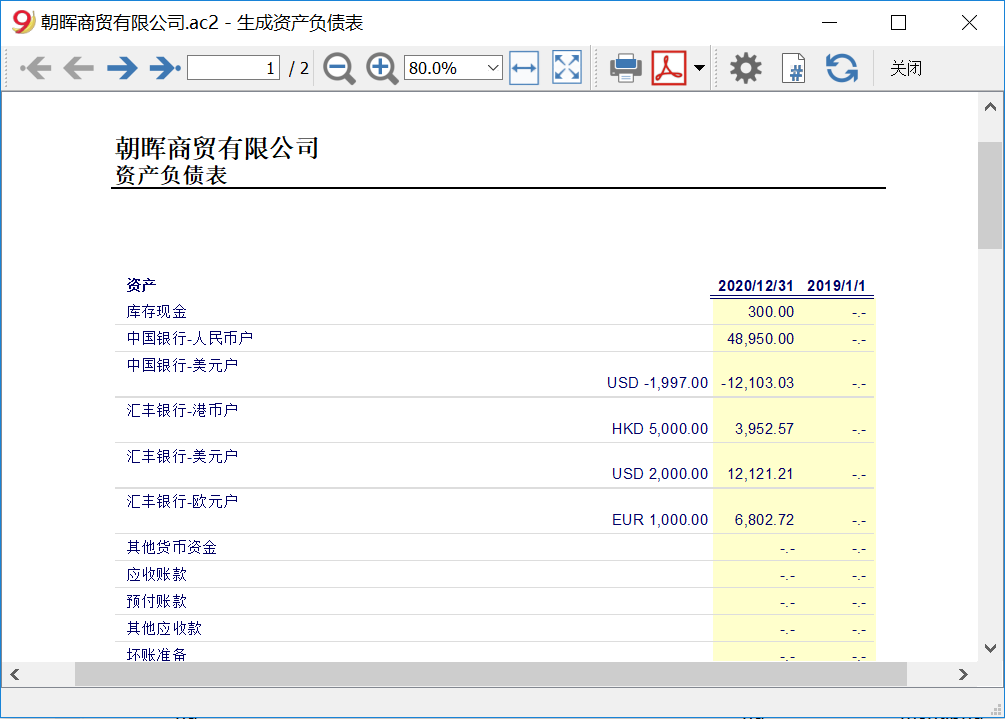 朝晖商贸有限公司.ac2 - 生成资产负债表
1 / 2 80.0% 关闭
朝晖商贸有限公司
资产负债表
资产 2020/12/31 2019/1/1
库存现金 300.00 -.-
中国银行-人民币户 48,950.00 -.-
中国银行-美元户
USD -1,997.00 -12,103.03 -.-
汇丰银行-港币户
HKD 5,000.00 3,952.57 -.-
汇丰银行-美元户
USD 2,000.00 12,121.21 -.-
汇丰银行-欧元户
EUR 1,000.00 6,802.72 -.-
其他货币资金 -.- -.-
应收账款 -.- -.-
预付账款 -.- -.-
其他应收款 -.- -.-
坏账准备 -.- -.-